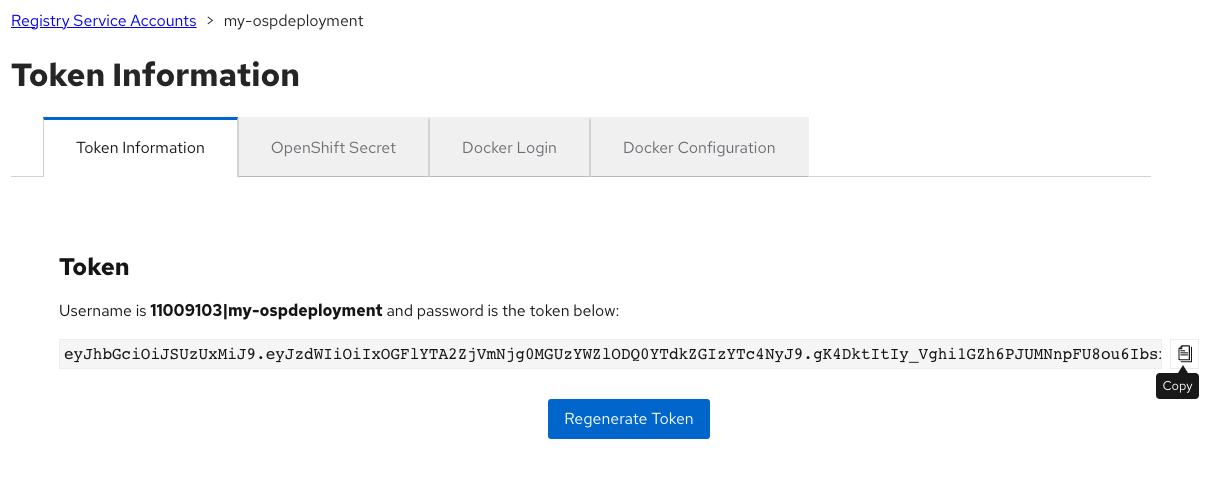 Registry Service Accounts > my-ospdeployment
Token Information
Token Information OpenShift Secret Docker Login Docker Configuration
Token
Username is 11009103|my-ospdeployment and password is the token below:
eyJhbGciOiJSUzUxMiJ9.eyJzdWIiOiIxOGFlYTA2ZjVmNjg0MGUzYWZlODQ0YTdkZGIzYTc4NyJ9.gK4DktItIy_Vghi1GZh6PJUMNnpFU8ou6Ibs
Copy
Regenerate Token